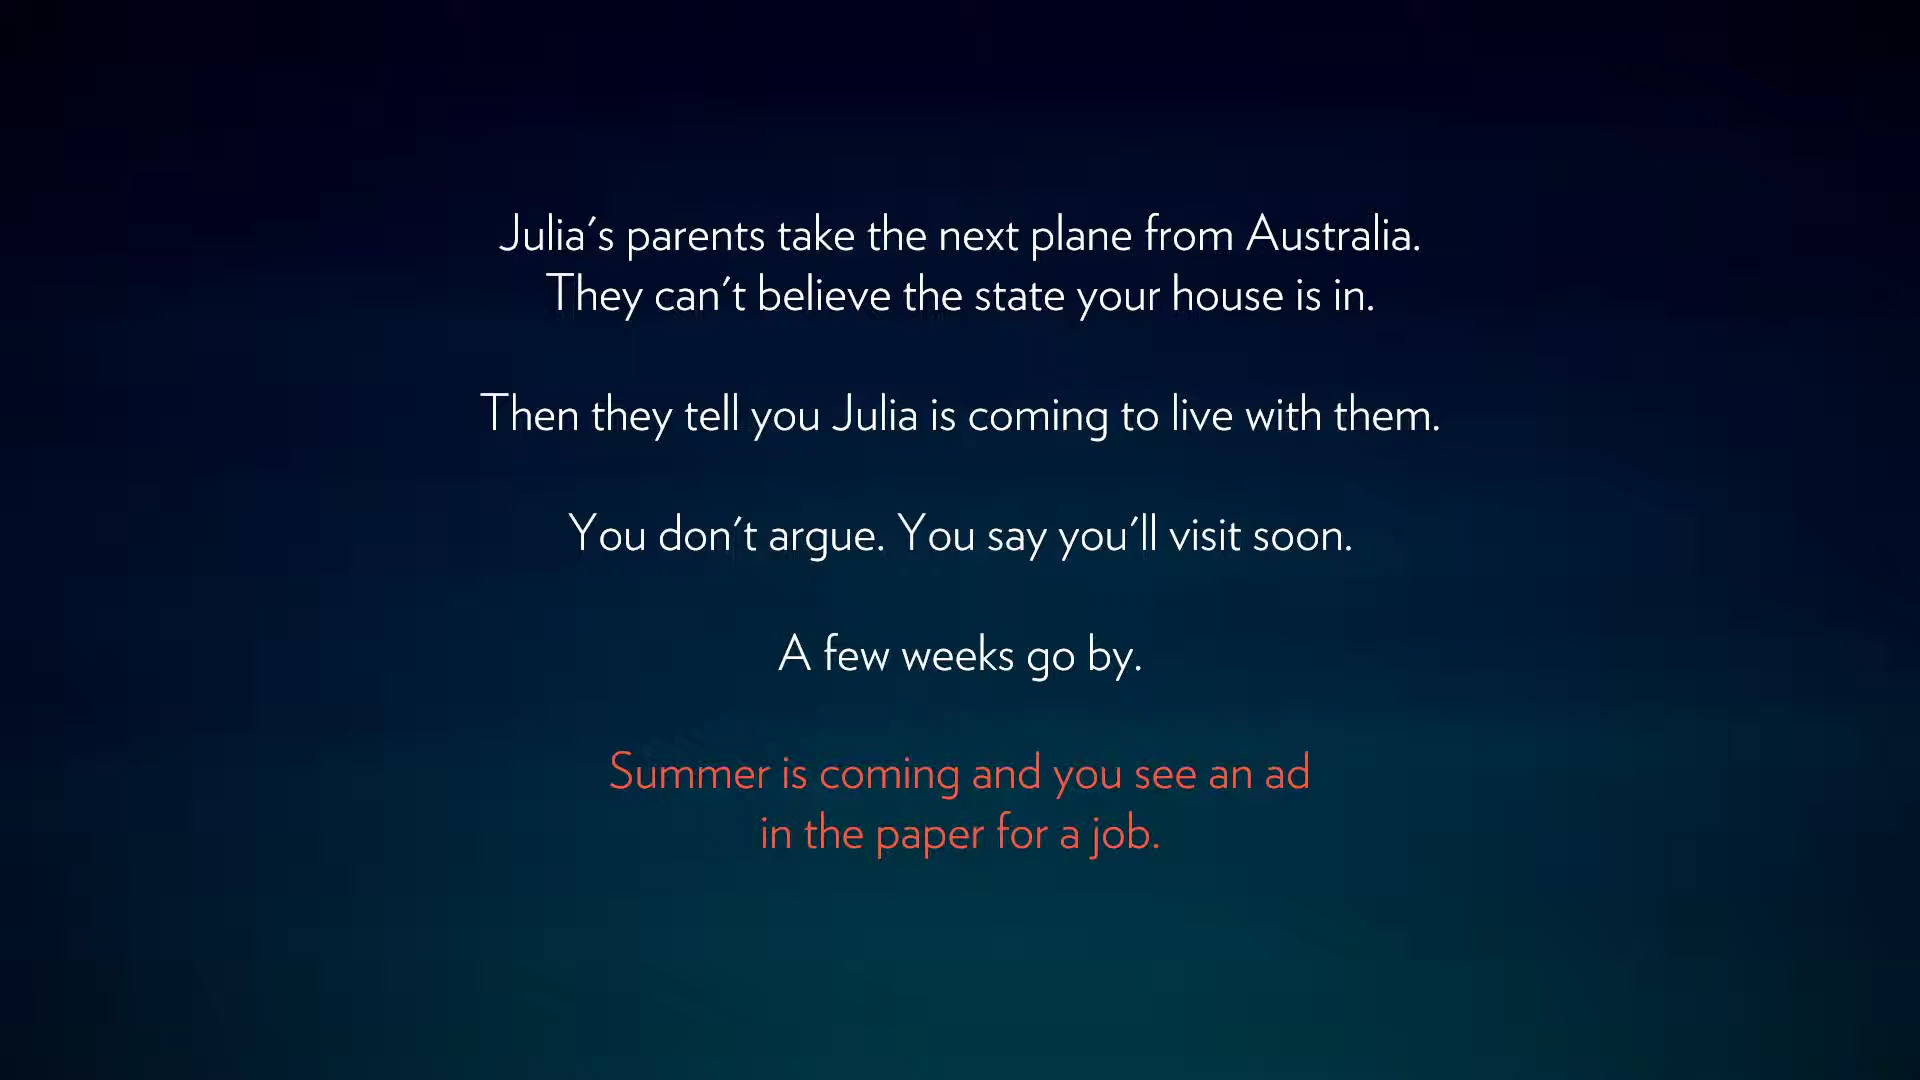 Julia's parents take the next plane from Australia.
They can't believe the state your house is in.
Then they tell you Julia is coming to live with them.
You don't argue. You say you'll visit soon.
A few weeks go by.
Summer is coming and you see an ad
in the paper for a job.